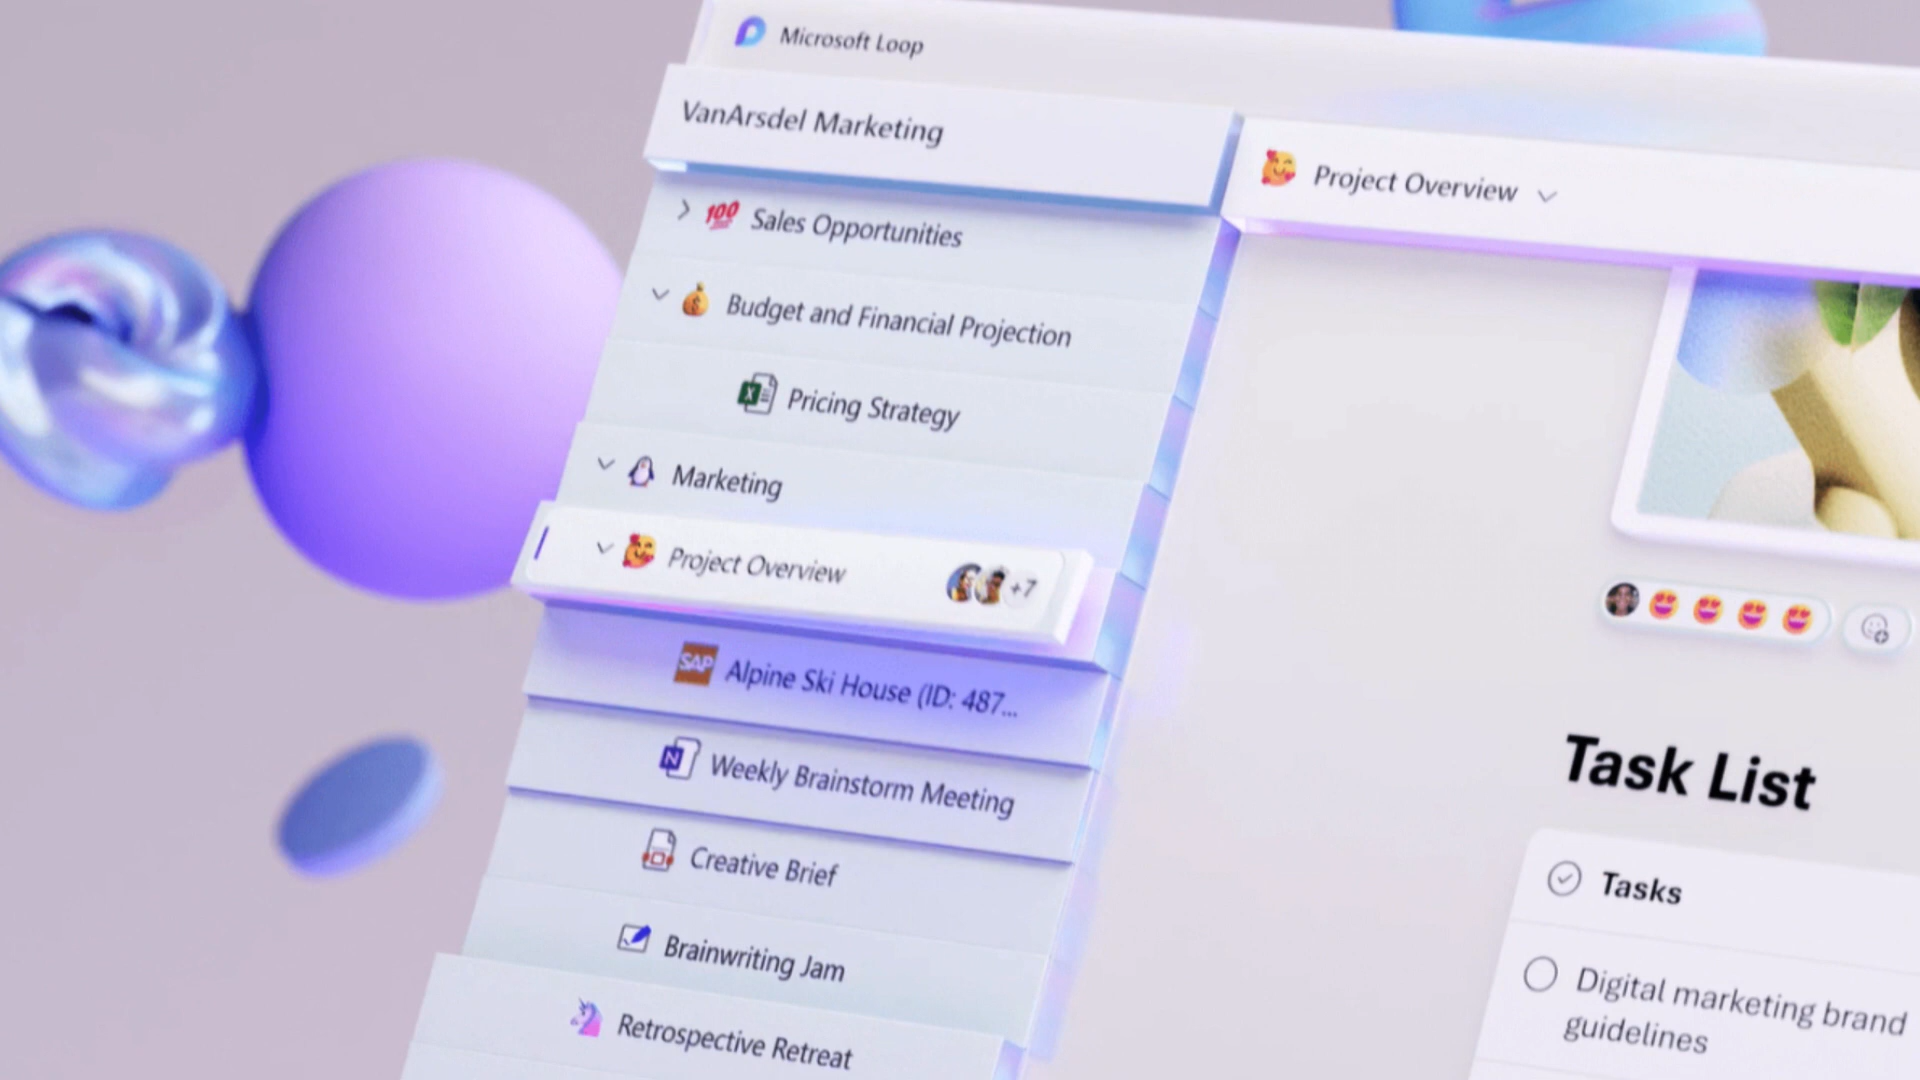 Microsoft Loop
VanArsdel Marketing
Sales Opportunities
Budget and Financial Projection
Pricing Strategy
Marketing
Project Overview
+7
SAP
Alpine Ski House (ID: 487...
Weekly Brainstorm Meeting
Creative Brief
Brainwriting Jam
Retrospective Retreat
Project Overview
Task List
Tasks
Digital marketing brand
guidelines